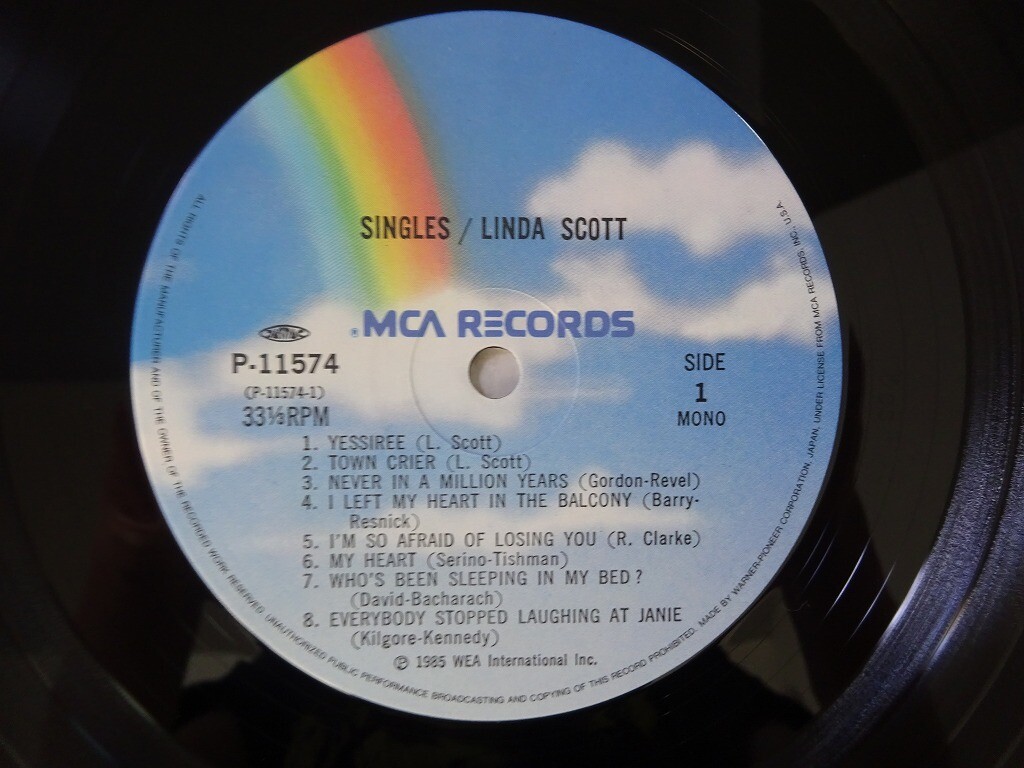 SINGLES / LINDA SCOTT
® MCA RECORDS
P-11574
(P-11574-1)
33⅓RPM
SIDE
1
MONO
1. YESSIREE (L. Scott)
2. TOWN CRIER (L. Scott)
3. NEVER IN A MILLION YEARS (Gordon-Revel)
4. I LEFT MY HEART IN THE BALCONY (Barry-
Resnick)
5. I'M SO AFRAID OF LOSING YOU (R. Clarke)
6. MY HEART (Serino-Tishman)
7. WHO'S BEEN SLEEPING IN MY BED?
(David-Bacharach)
8. EVERYBODY STOPPED LAUGHING AT JANIE
(Kilgore-Kennedy)
℗ 1985 WEA International Inc.
ALL RIGHTS OF THE MANUFACTURER AND OF THE OWNER OF THE RECORDED WORK RESERVED. UNAUTHORIZED PUBLIC PERFORMANCE BROADCASTING AND COPYING OF THIS RECORD PROHIBITED. MADE BY WARNER-PIONEER CORPORATION, JAPAN, UNDER LICENSE FROM MCA RECORDS, INC., U.S.A.